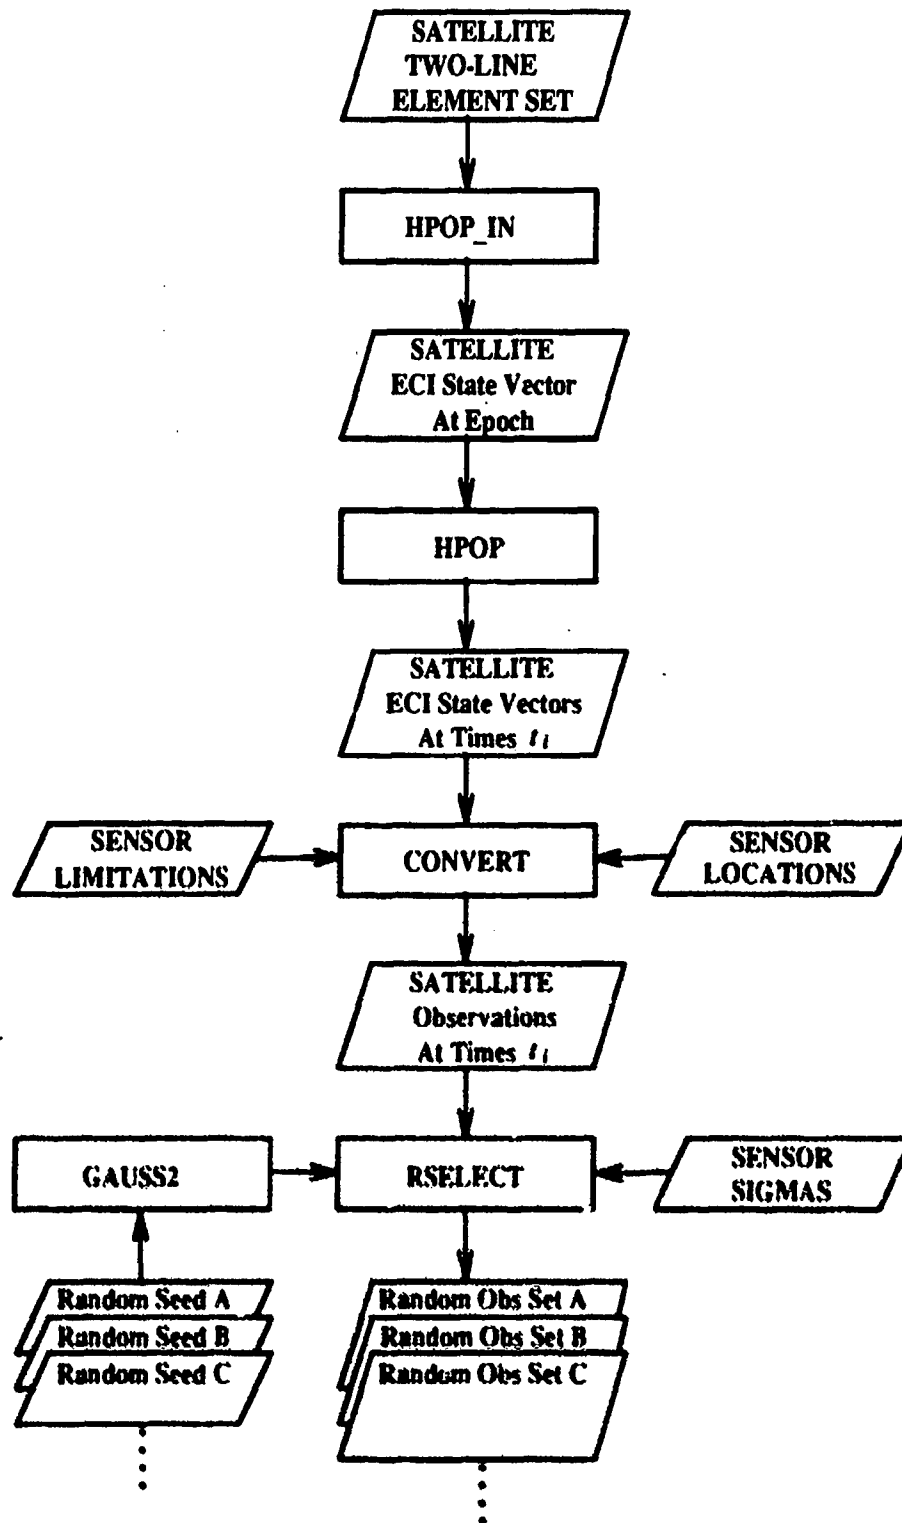 SATELLITE
TWO-LINE
ELEMENT SET
HPOP_IN
SATELLITE
ECI State Vector
At Epoch
HPOP
SATELLITE
ECI State Vectors
At Times t i
SENSOR
LIMITATIONS
CONVERT
SENSOR
LOCATIONS
SATELLITE
Observations
At Times t i
GAUSS2
RSELECT
SENSOR
SIGMAS
Random Seed A
Random Seed B
Random Seed C
Random Obs Set A
Random Obs Set B
Random Obs Set C